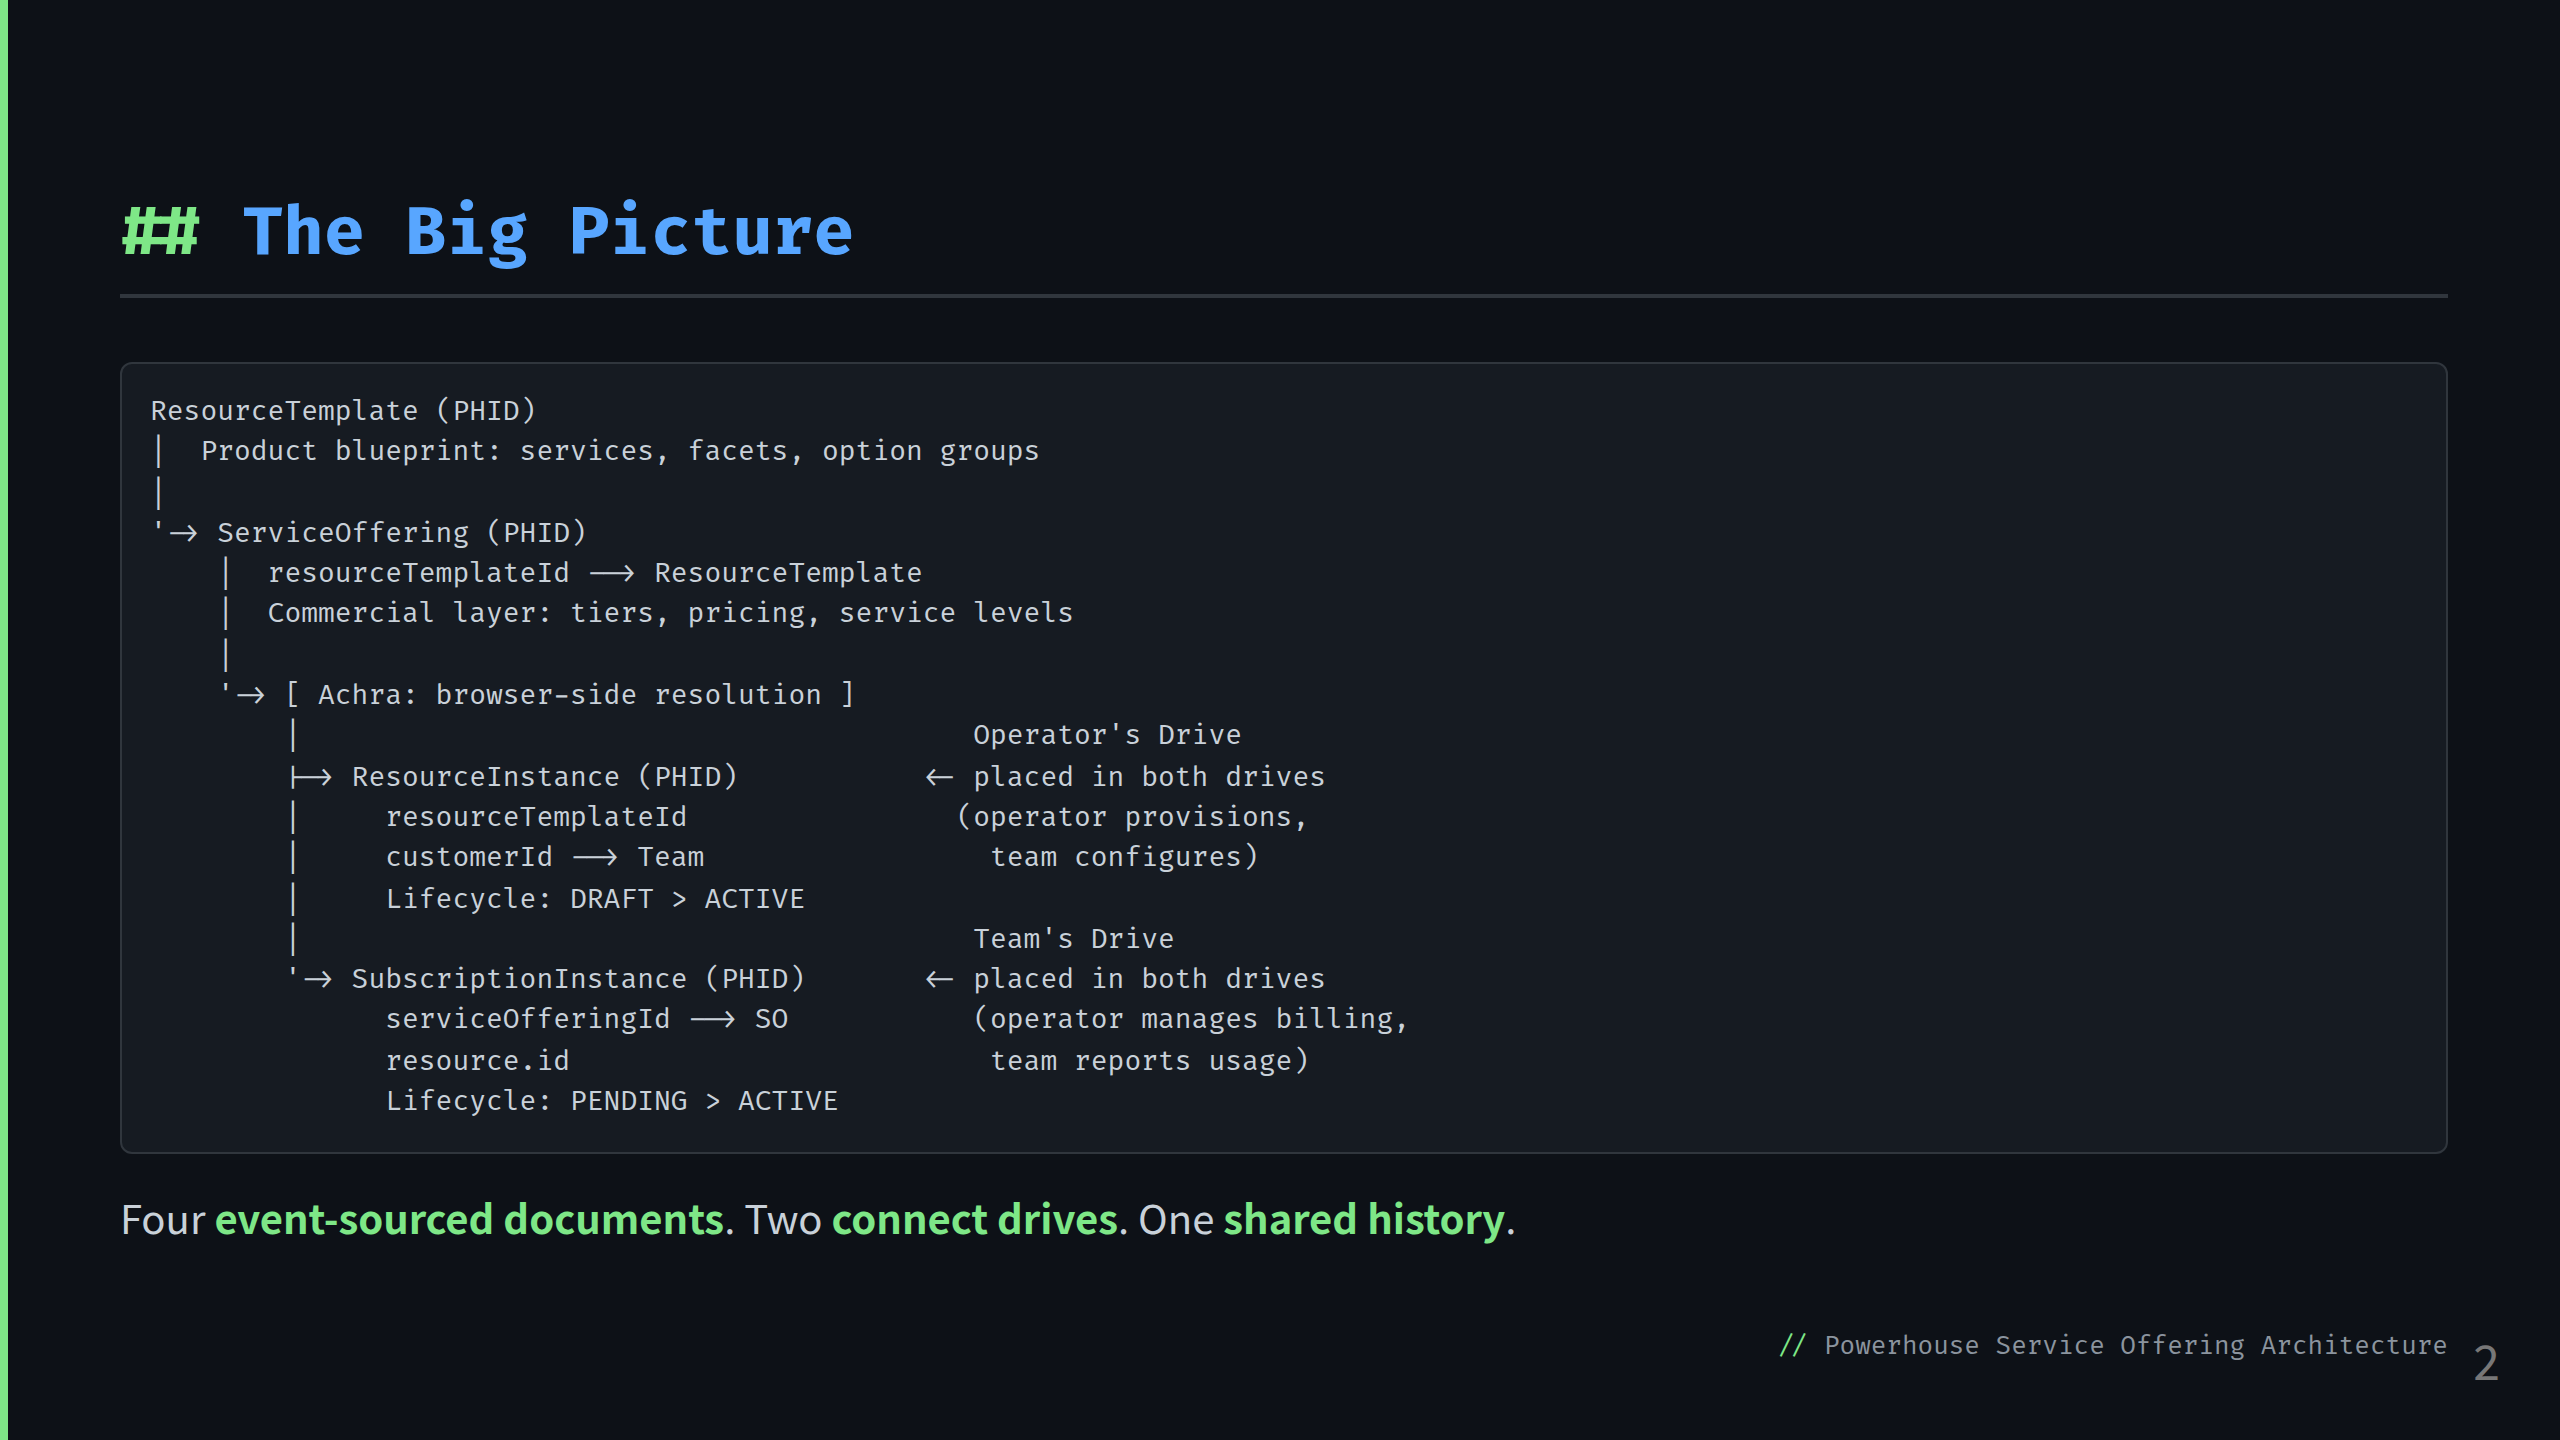 ## The Big Picture
ResourceTemplate (PHID)
│  Product blueprint: services, facets, option groups
│
'-> ServiceOffering (PHID)
    │  resourceTemplateId --> ResourceTemplate
    │  Commercial layer: tiers, pricing, service levels
    │
    '-> [ Achra: browser-side resolution ]
        │                                        Operator's Drive
        |--> ResourceInstance (PHID)           <- placed in both drives
        │     resourceTemplateId                (operator provisions,
        │     customerId --> Team                 team configures)
        │     Lifecycle: DRAFT > ACTIVE
        │                                        Team's Drive
        '-> SubscriptionInstance (PHID)       <- placed in both drives
              serviceOfferingId --> SO           (operator manages billing,
              resource.id                         team reports usage)
              Lifecycle: PENDING > ACTIVE
Four event-sourced documents. Two connect drives. One shared history.
// Powerhouse Service Offering Architecture
2